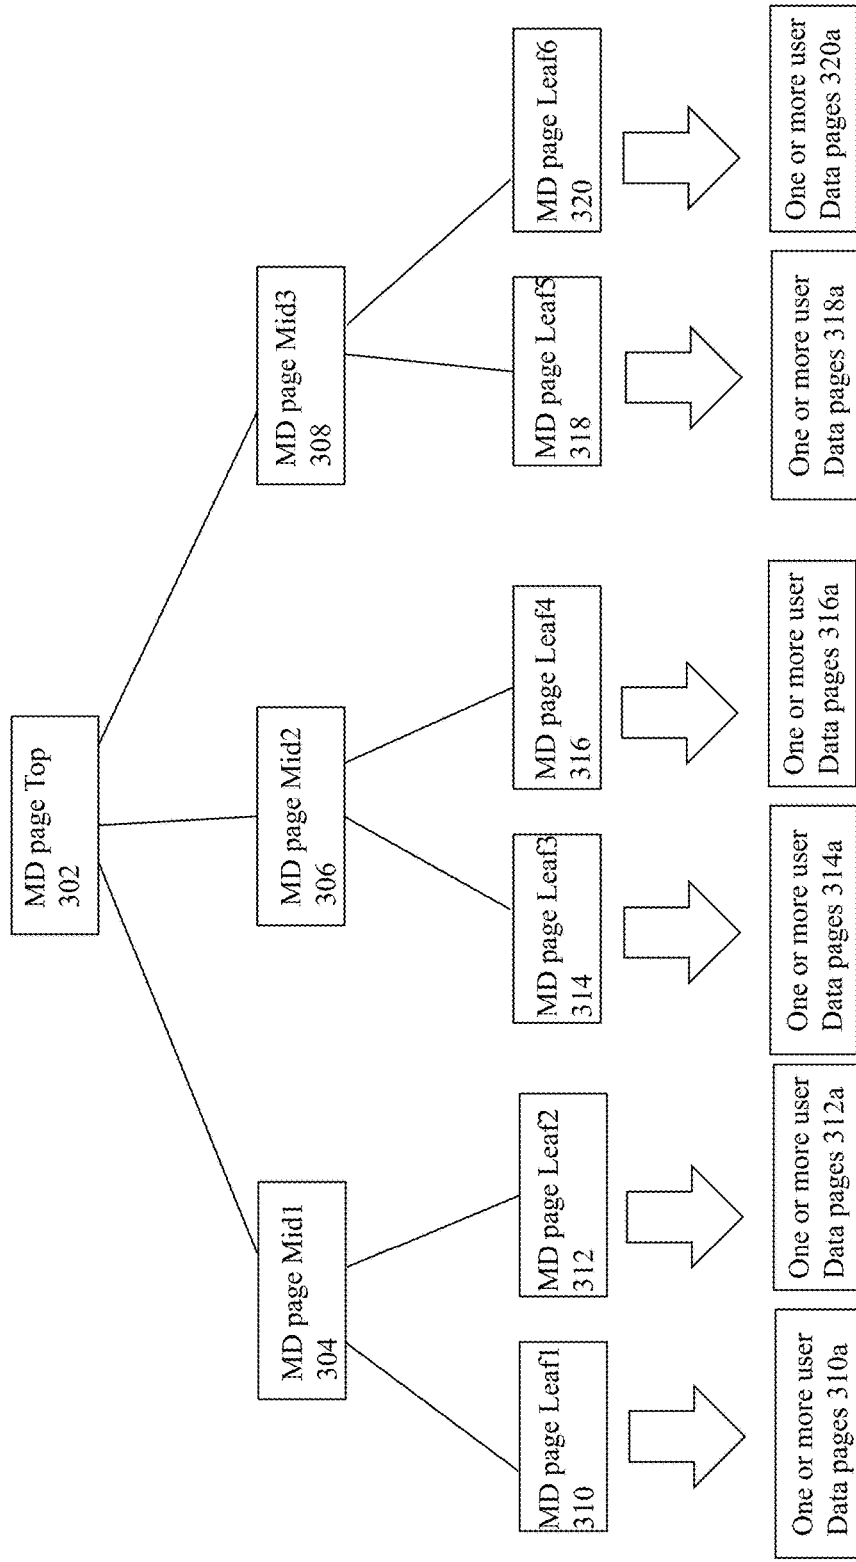 MD page Top
302
MD page Mid1
304
MD page Mid2
306
MD page Mid3
308
MD page Leaf1
310
MD page Leaf2
312
MD page Leaf3
314
MD page Leaf4
316
MD page Leaf5
318
MD page Leaf6
320
One or more user
Data pages 310a
One or more user
Data pages 312a
One or more user
Data pages 314a
One or more user
Data pages 316a
One or more user
Data pages 318a
One or more user
Data pages 320a